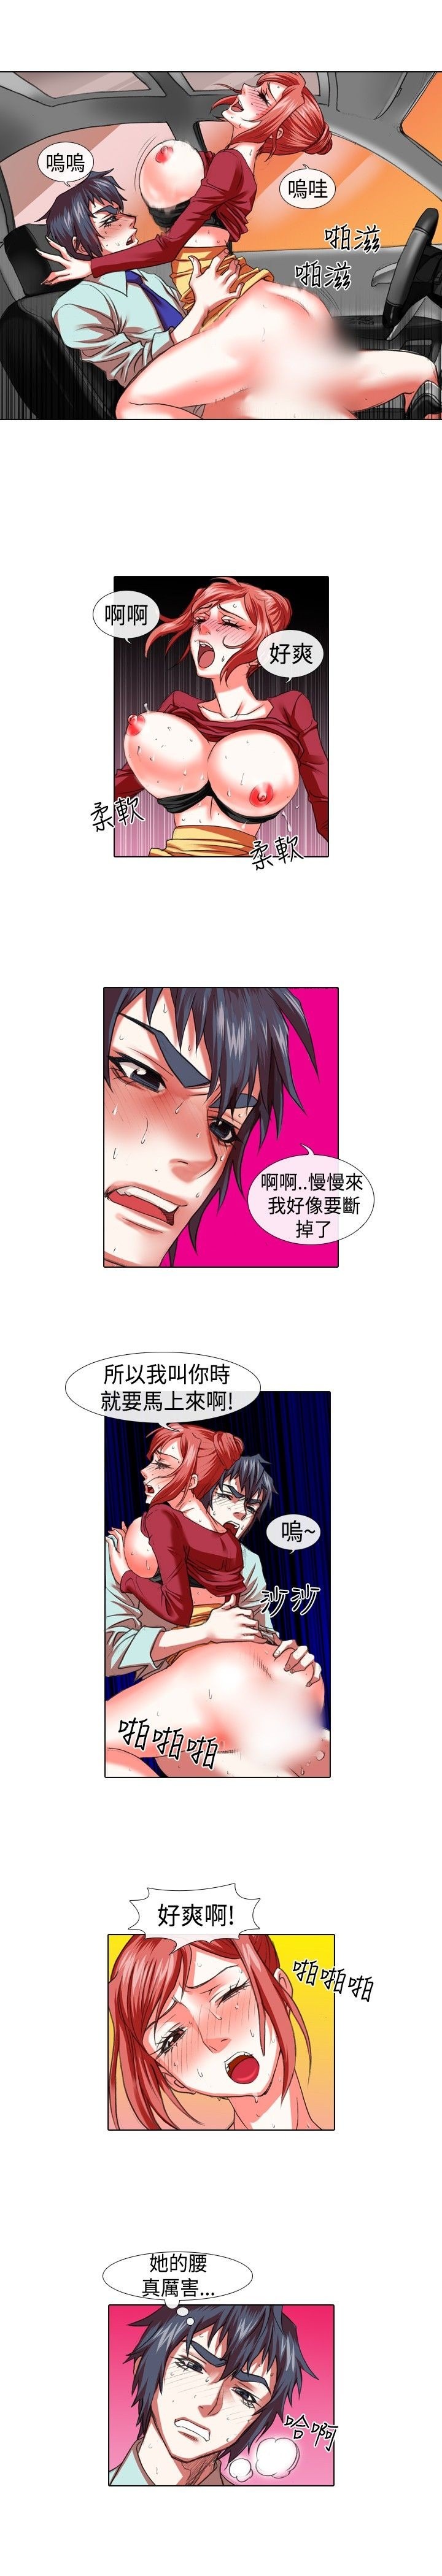 嗚嗚
嗚哇
啪滋
啪滋
啊啊
好爽
柔軟
柔軟
啊啊..慢慢來
我好像要斷
掉了
所以我叫你時
就要馬上來啊!
嗚~
沙沙
啪啪啪
好爽啊!
啪啪啪
她的腰
真厲害...
哈啊